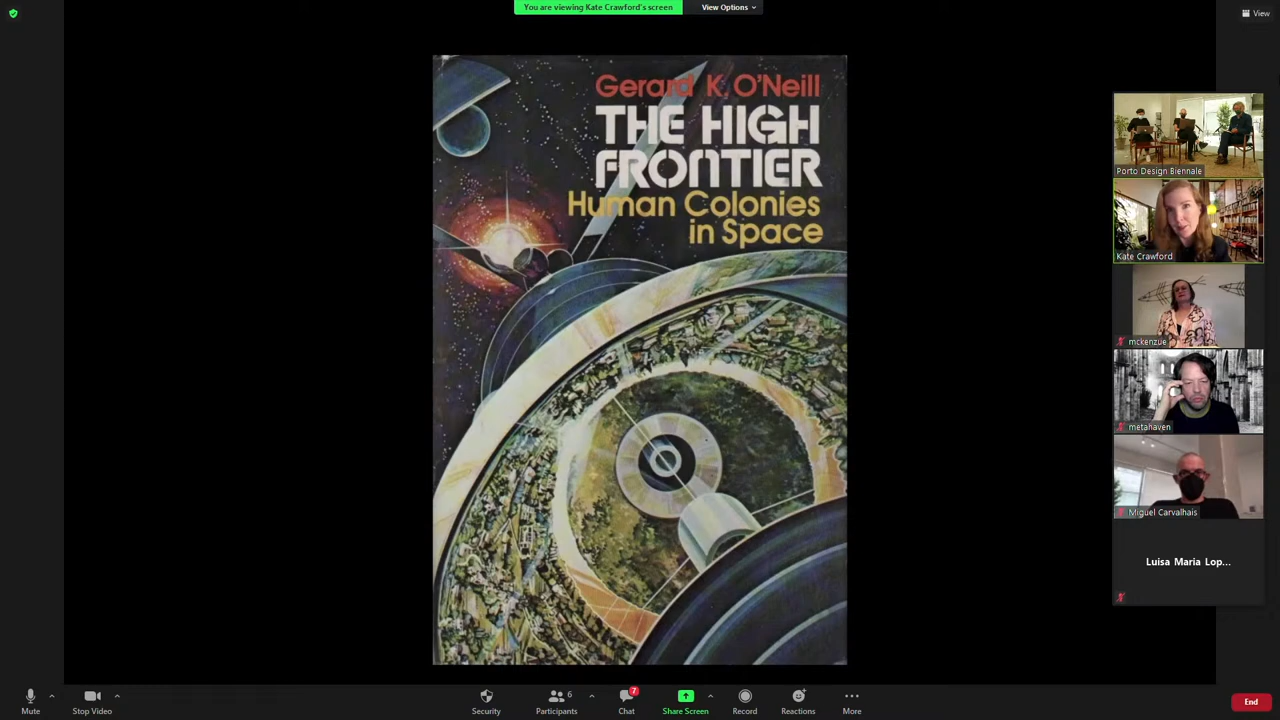 You are viewing Kate Crawford's screen
View Options
View
Gerard K. O'Neill
THE HIGH
FRONTIER
Human Colonies
in Space
Porto Design Biennale
Kate Crawford
mckenzue
metahaven
Miguel Carvalhais
Luisa Maria Lop...
Mute
Stop Video
Security
6
Participants
7
Chat
Share Screen
Record
Reactions
More
End